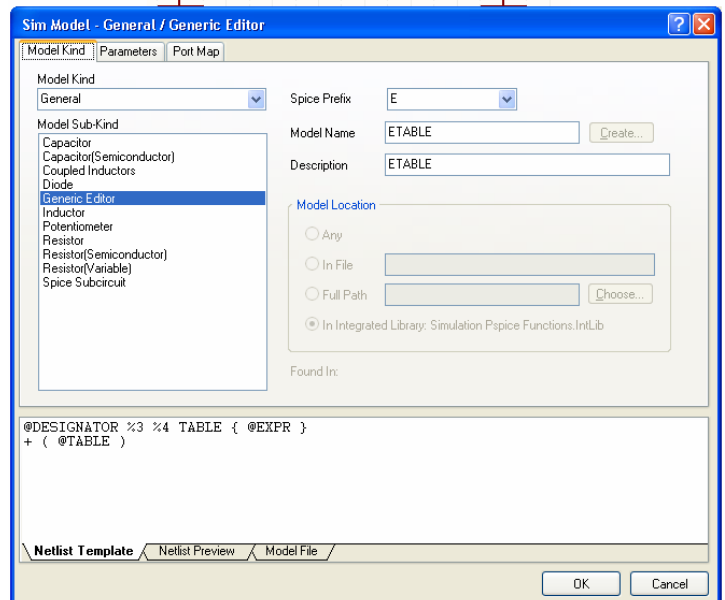 Sim Model - General / Generic Editor
Model Kind Parameters Port Map
Model Kind
General
Spice Prefix E
Model Sub-Kind
Capacitor
Capacitor(Semiconductor)
Coupled Inductors
Diode
Generic Editor
Inductor
Potentiometer
Resistor
Resistor(Semiconductor)
Resistor(Variable)
Spice Subcircuit
Model Name ETABLE Create...
Description ETABLE
Model Location
Any
In File
Full Path Choose...
In Integrated Library: Simulation Pspice Functions.IntLib
Found In:
@DESIGNATOR %3 %4 TABLE { @EXPR }
+ ( @TABLE )
Netlist Template Netlist Preview Model File
OK Cancel